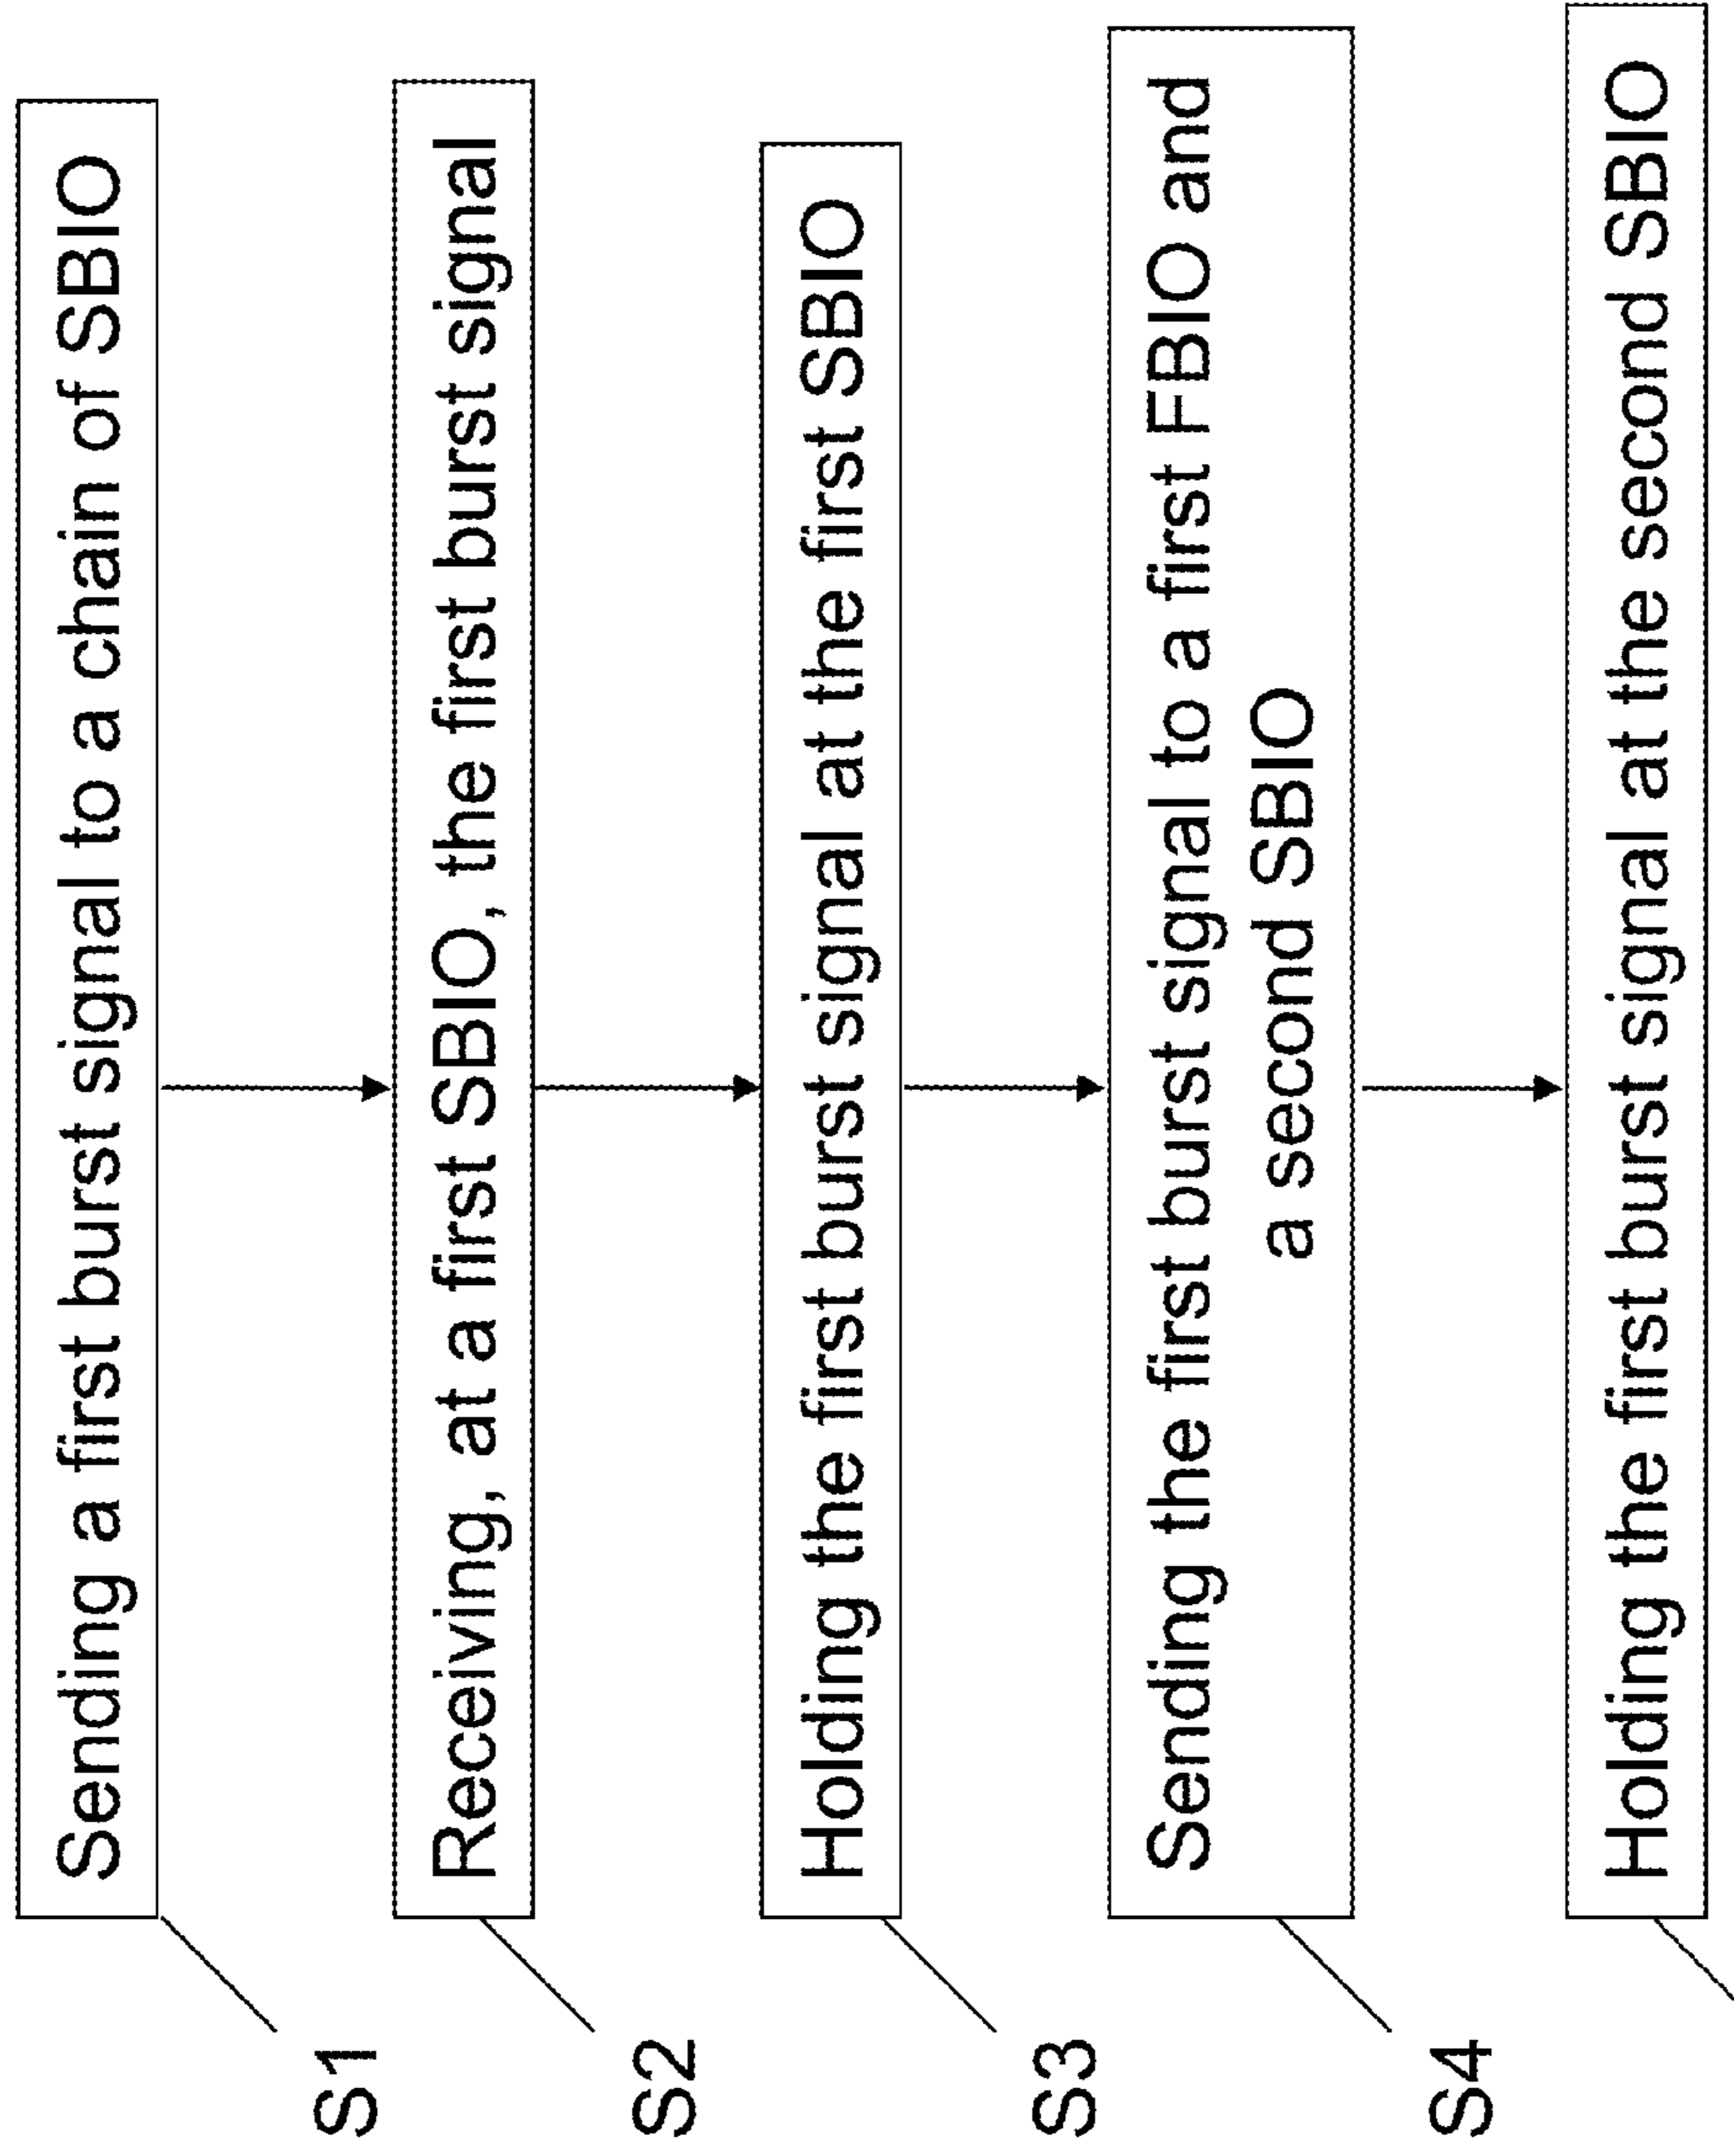 Sending a first burst signal to a chain of SBIO
S1
Receiving, at a first SBIO, the first burst signal
S2
Holding the first burst signal at the first SBIO
S3
Sending the first burst signal to a first FBIO and
a second SBIO
S4
Holding the first burst signal at the second SBIO